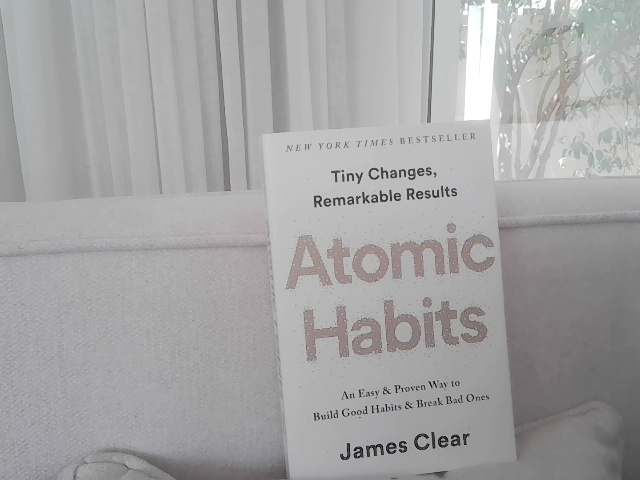 NEW YORK TIMES BESTSELLER
Tiny Changes,
Remarkable Results
Atomic
Habits
An Easy & Proven Way to
Build Good Habits & Break Bad Ones
James Clear